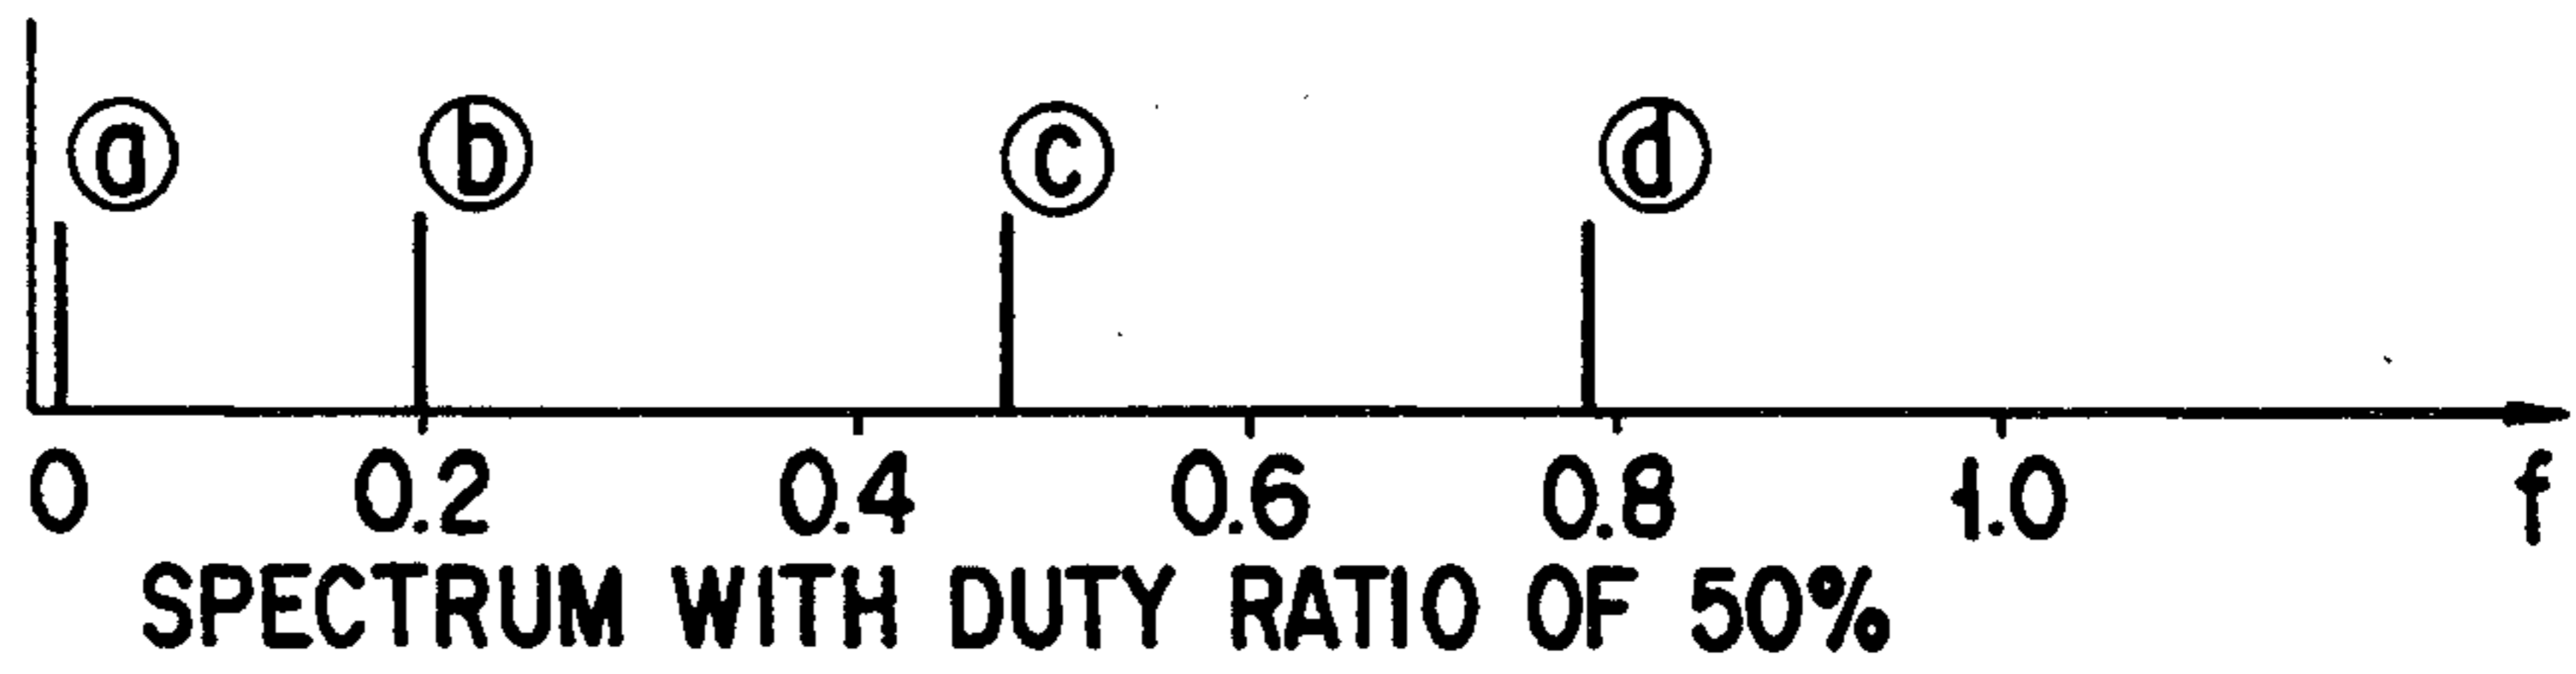 ⓐ ⓑ ⓒ ⓓ
0 0.2 0.4 0.6 0.8 1.0 f
SPECTRUM WITH DUTY RATIO OF 50%